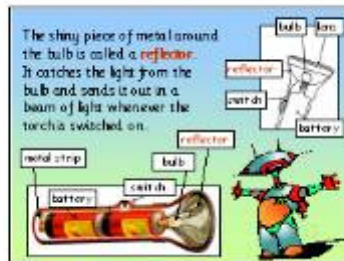 The shiny piece of metal around
the bulb is called a reflector.
It catches the light from the
bulb and sends it out in a
beam of light whenever the
torch is switched on.
bulb
lens
reflector
switch
battery
reflector
bulb
metal strip
switch
battery